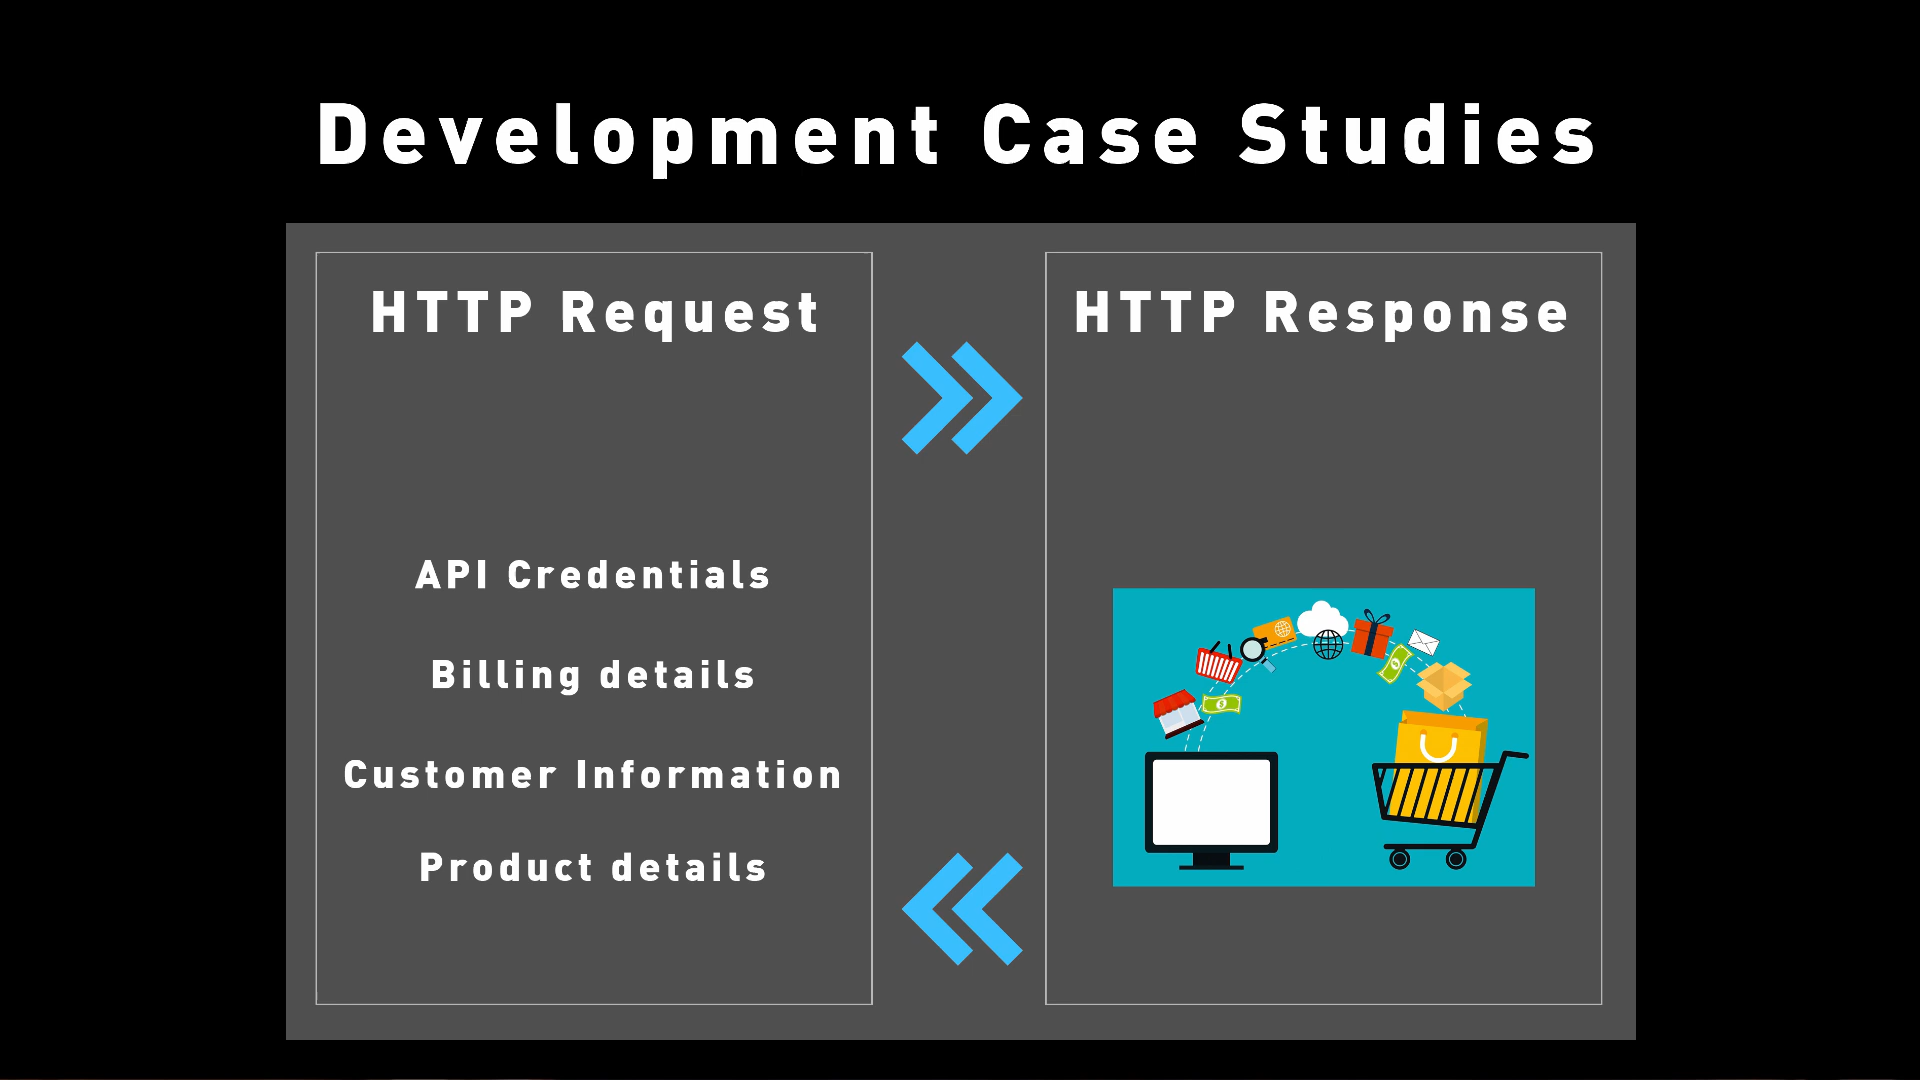 Development Case Studies
HTTP Request
API Credentials
Billing details
Customer Information
Product details
HTTP Response